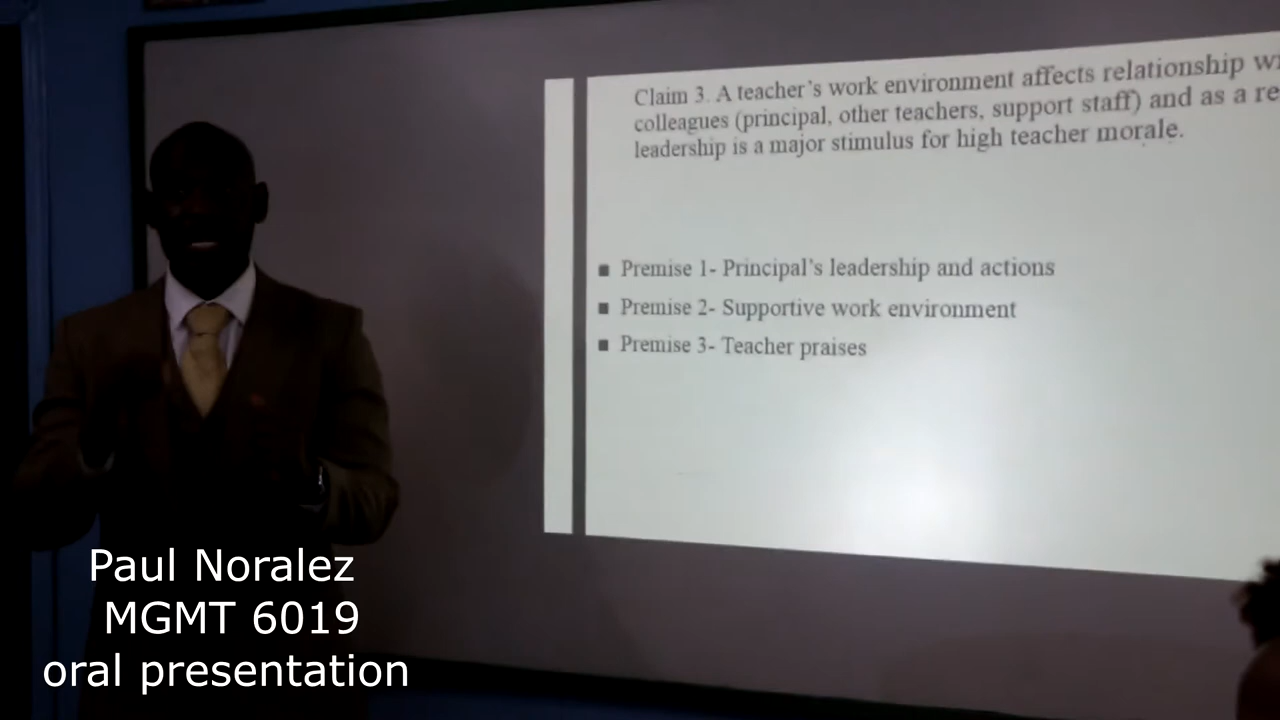 Claim 3. A teacher's work environment affects relationship
colleagues (principal, other teachers, support staff) and as a
leadership is a major stimulus for high teacher morale.
■ Premise 1- Principal's leadership and actions
■ Premise 2- Supportive work environment
■ Premise 3- Teacher praises
Paul Noralez
MGMT 6019
oral presentation